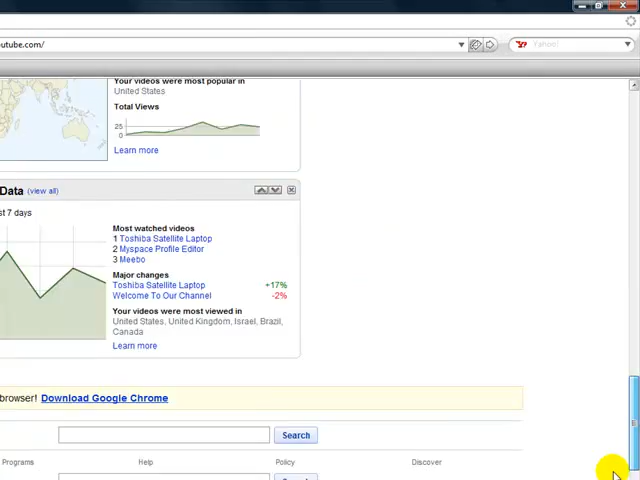 utube.com/
Yahoo!
Your videos were most popular in
United States
Total Views
25
0
Learn more
Data (view all)
st 7 days
Most watched videos
1 Toshiba Satellite Laptop
2 Myspace Profile Editor
3 Meebo
Major changes
Toshiba Satellite Laptop +17%
Welcome To Our Channel -2%
Your videos were most viewed in
United States, United Kingdom, Israel, Brazil,
Canada
Learn more
browser! Download Google Chrome
Search
Programs Help Policy Discover